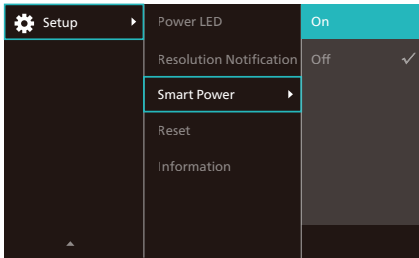 Setup
Power LED
Resolution Notification
Smart Power
Reset
Information
On
Off